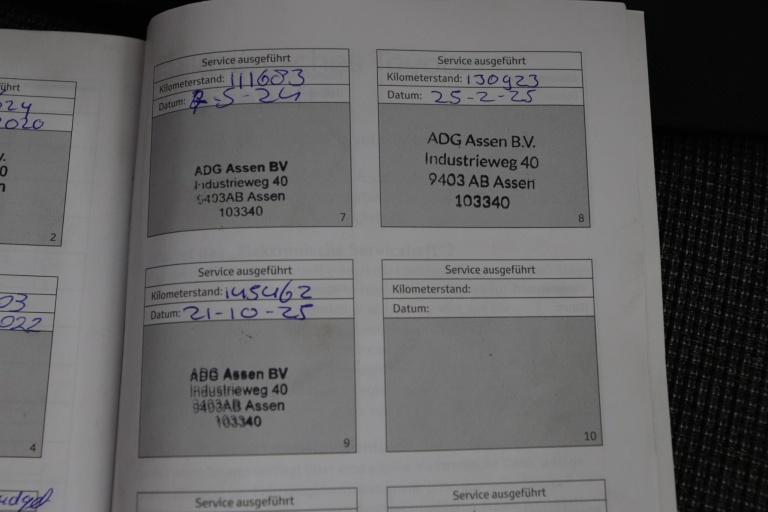 2020
2
022
4
Service ausgeführt
Kilometerstand: 111683
Datum: 7-5-24
ADG Assen BV
Industrieweg 40
9403AB Assen
103340
7
Service ausgeführt
Kilometerstand: 130923
Datum: 25-2-25
ADG Assen B.V.
Industrieweg 40
9403 AB Assen
103340
8
Service ausgeführt
Kilometerstand: 145462
Datum: 21-10-25
ADG Assen BV
Industrieweg 40
9403AB Assen
103340
9
Service ausgeführt
Kilometerstand:
Datum:
10
Service ausgeführt
Service ausgeführt